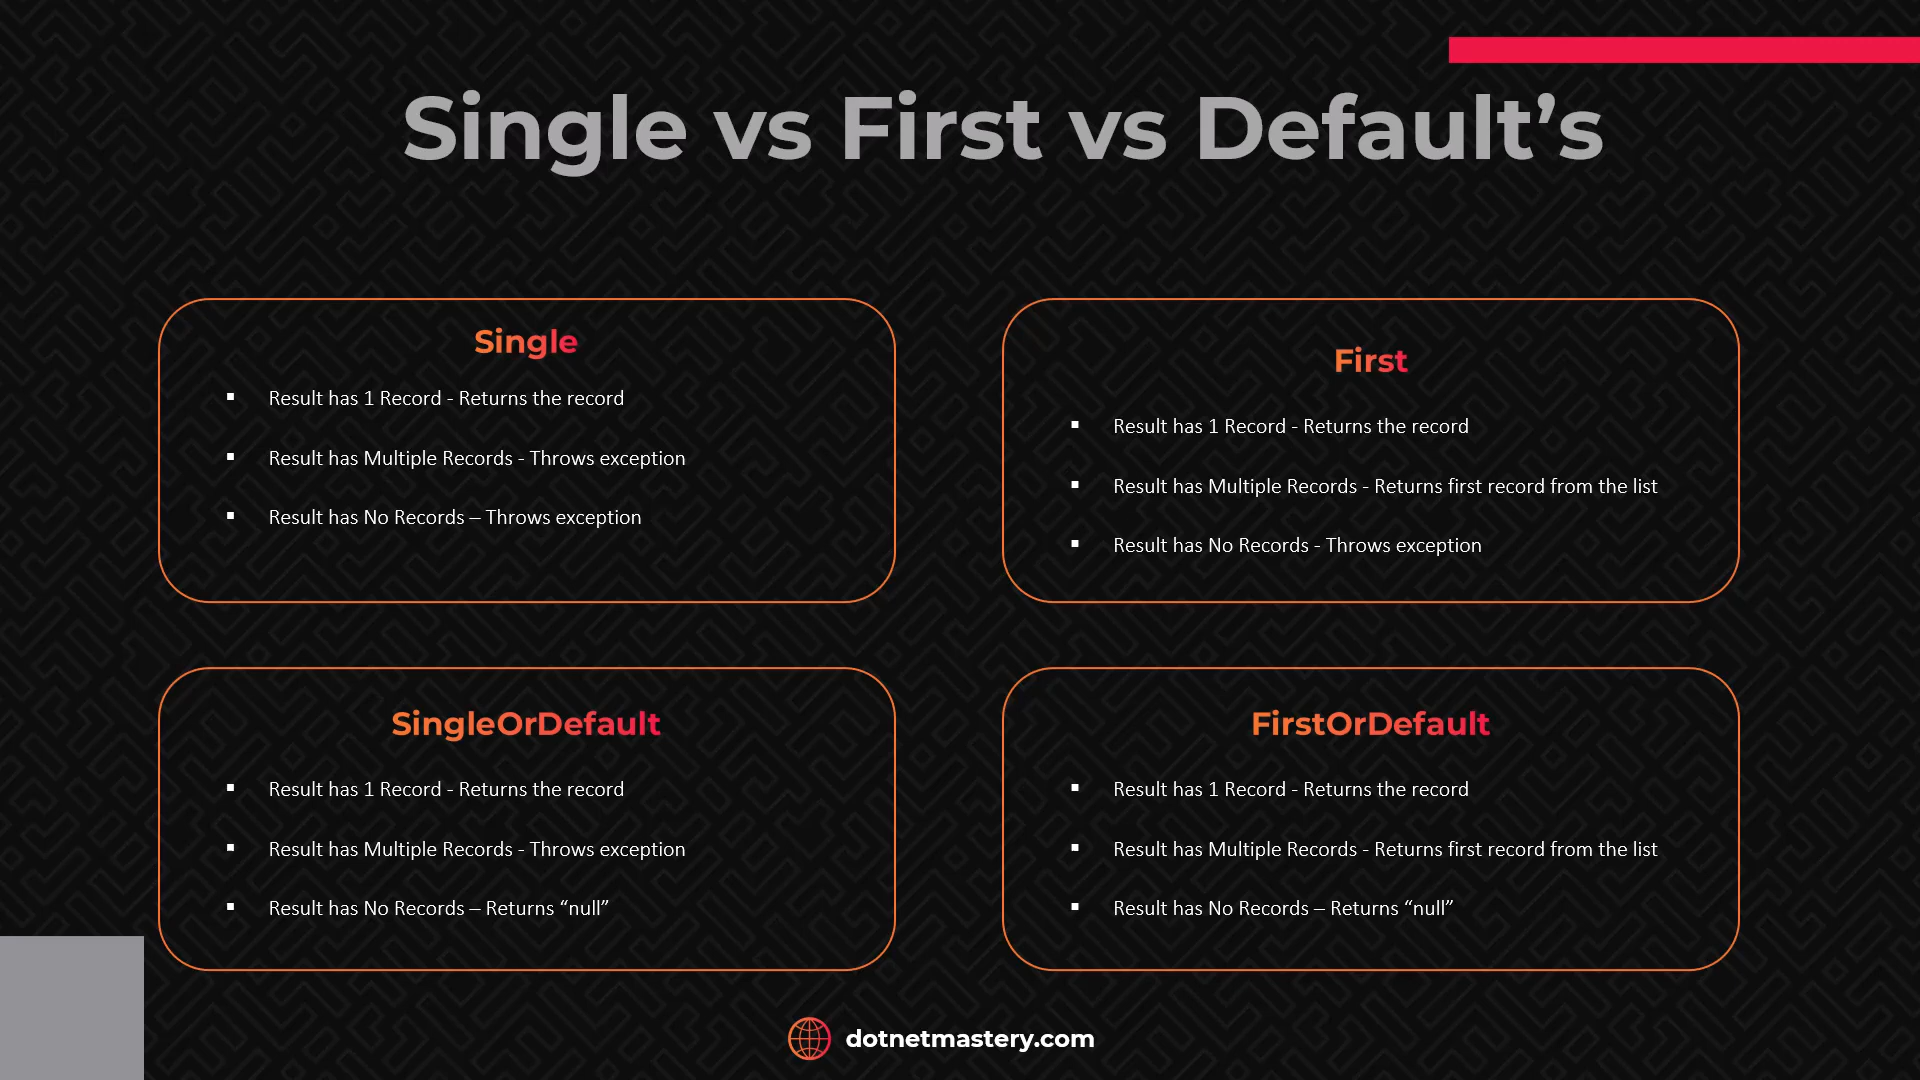 Single vs First vs Default’s
Single
▪ Result has 1 Record - Returns the record
▪ Result has Multiple Records - Throws exception
▪ Result has No Records – Throws exception
First
▪ Result has 1 Record - Returns the record
▪ Result has Multiple Records - Returns first record from the list
▪ Result has No Records - Throws exception
SingleOrDefault
▪ Result has 1 Record - Returns the record
▪ Result has Multiple Records - Throws exception
▪ Result has No Records – Returns “null”
FirstOrDefault
▪ Result has 1 Record - Returns the record
▪ Result has Multiple Records - Returns first record from the list
▪ Result has No Records – Returns “null”
dotnetmastery.com